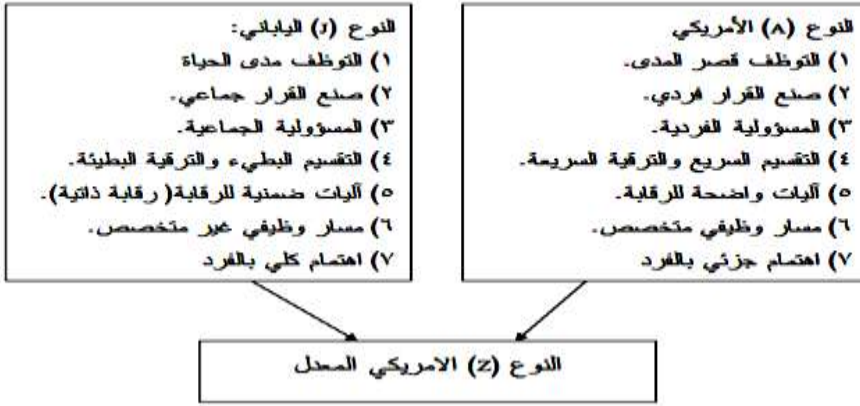 النوع (A) الأمريكي
١) التوظف قصر المدى.
٢) صنع القرار فردي.
٣) المسؤولية الفردية.
٤) التقسيم السريع والترقية السريعة.
٥) آليات واضحة للرقابة.
٦) مسار وظيفي متخصص.
٧) اهتمام جزئي بالفرد
النوع (J) الياباني:
١) التوظف مدى الحياة
٢) صنع القرار جماعي.
٣) المسؤولية الجماعية.
٤) التقسيم البطيء والترقية البطيئة.
٥) آليات ضمنية للرقابة( رقابة ذاتية).
٦) مسار وظيفي غير متخصص.
٧) اهتمام كلي بالفرد
النوع (Z) الامريكي المعدل